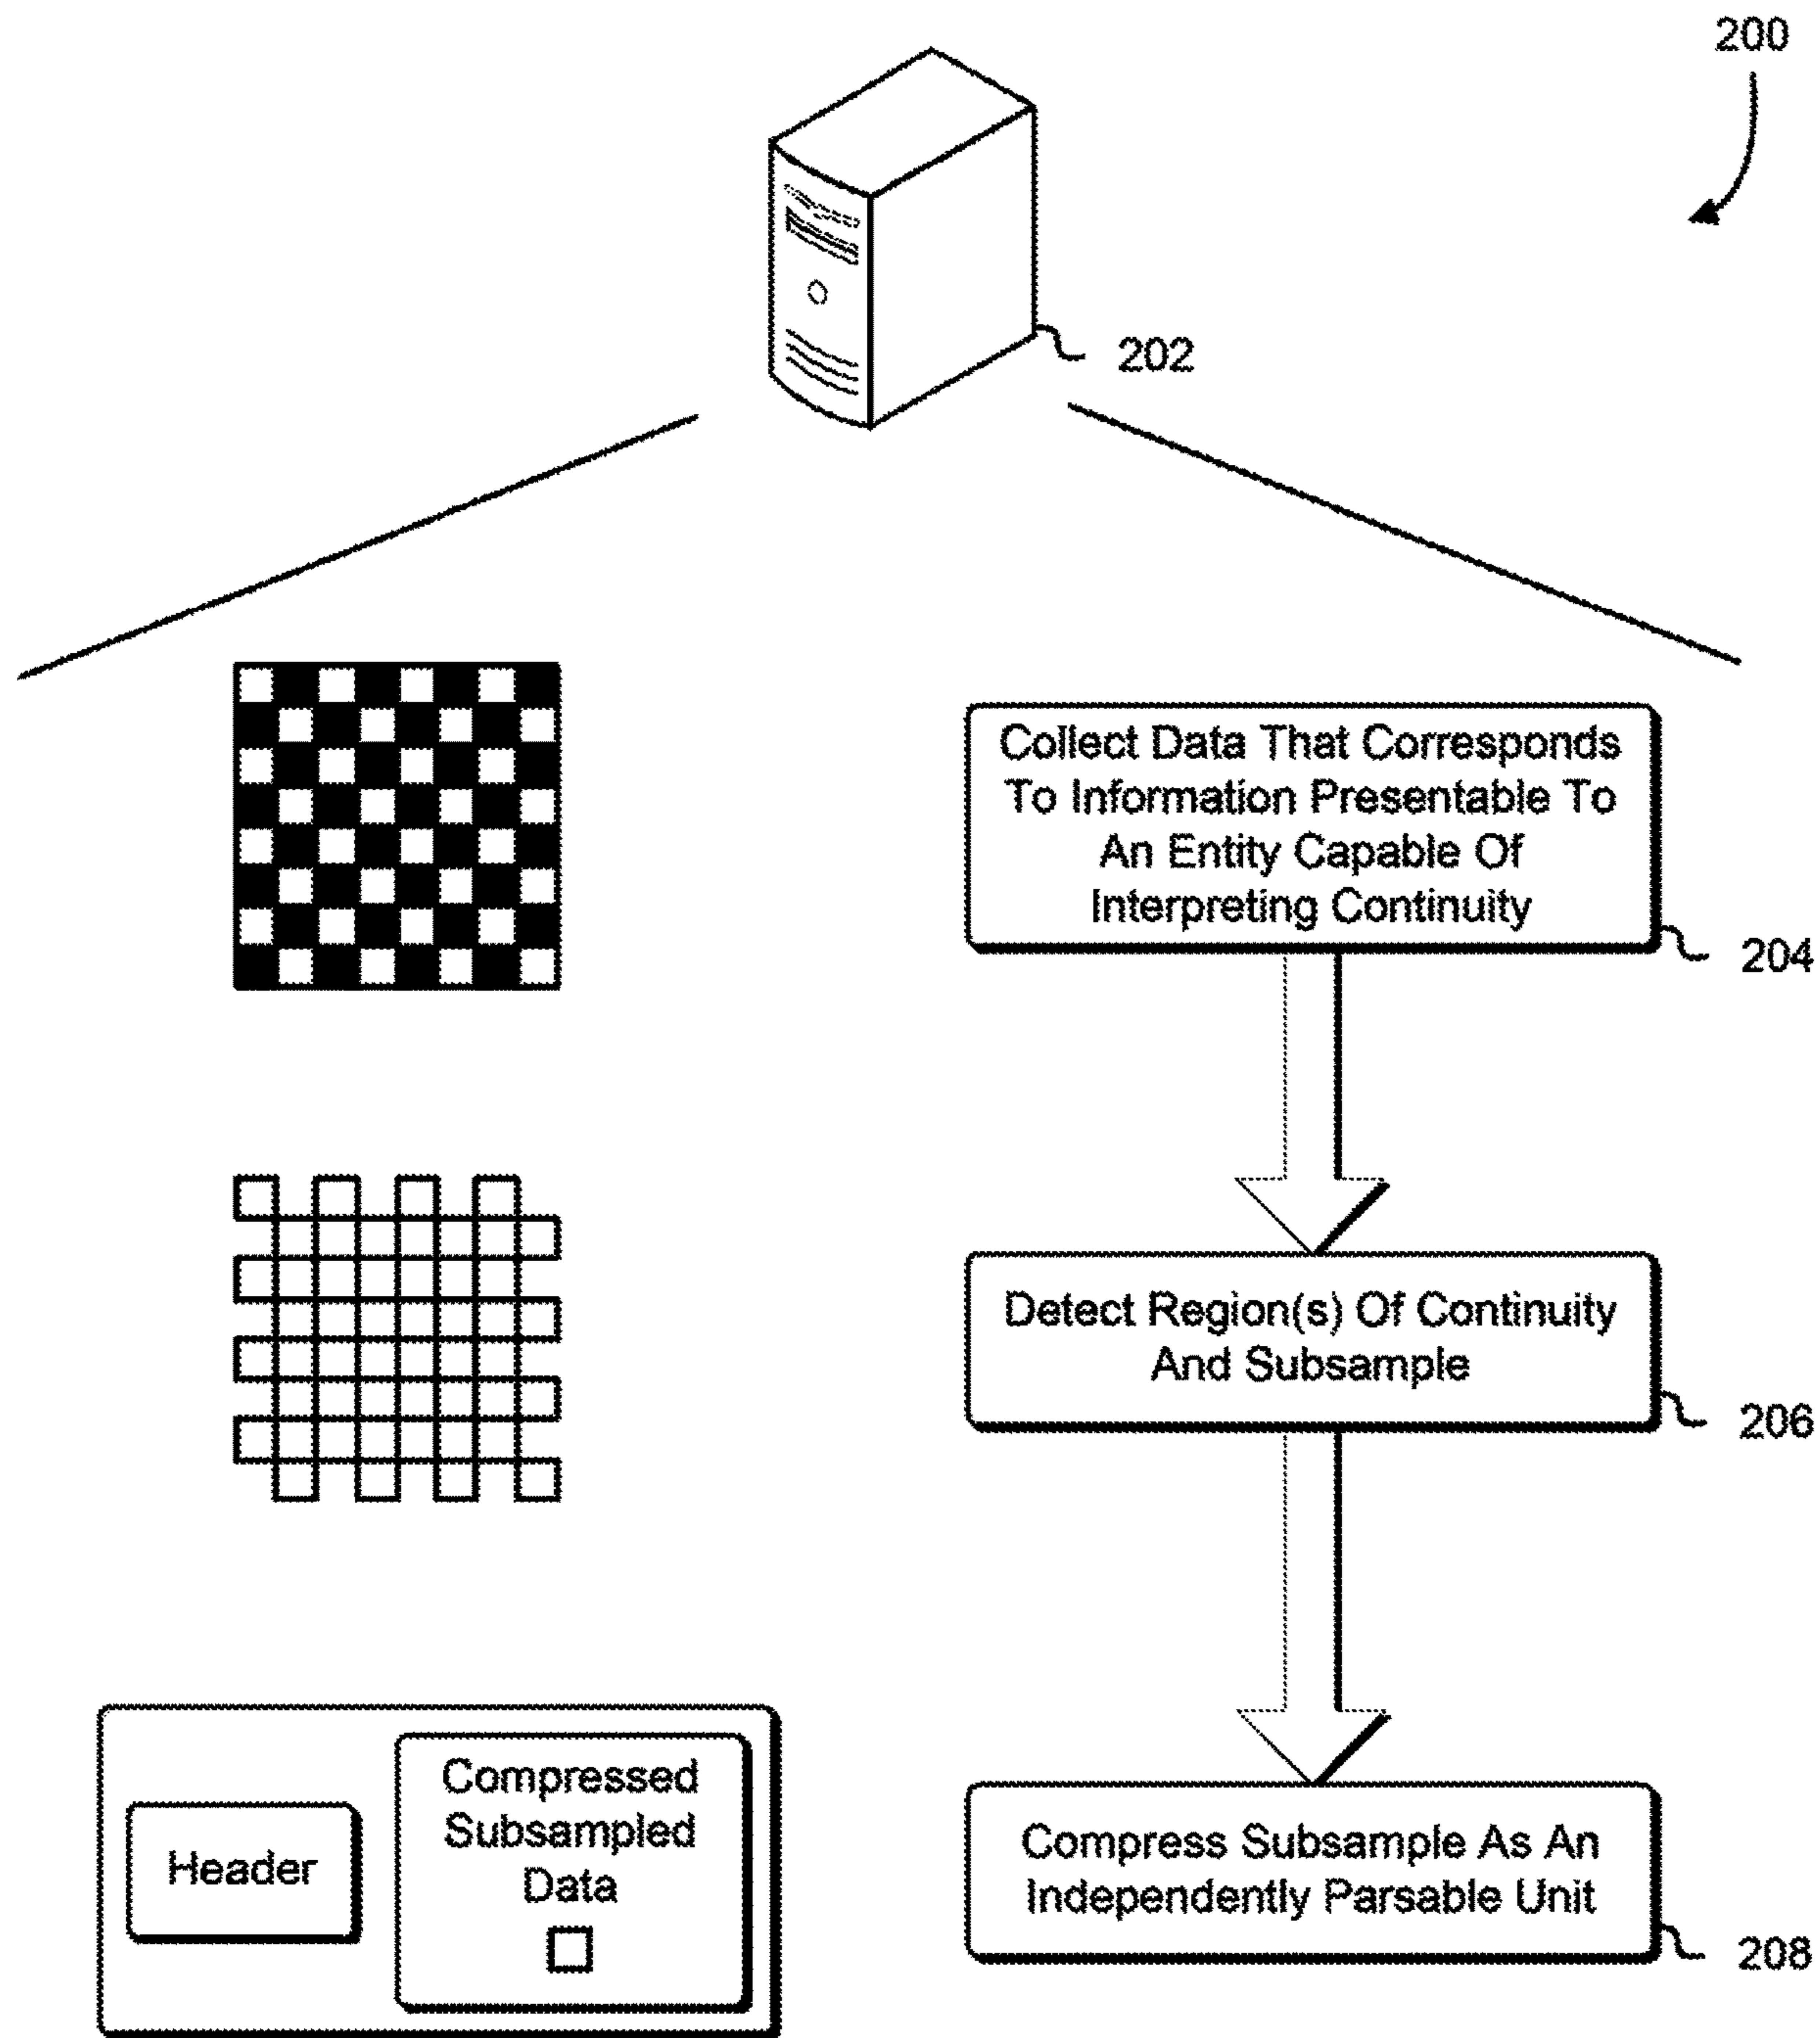 200
202
Collect Data That Corresponds
To Information Presentable To
An Entity Capable Of
Interpreting Continuity
204
Detect Region(s) Of Continuity
And Subsample
206
Header
Compressed
Subsampled
Data
Compress Subsample As An
Independently Parsable Unit
208